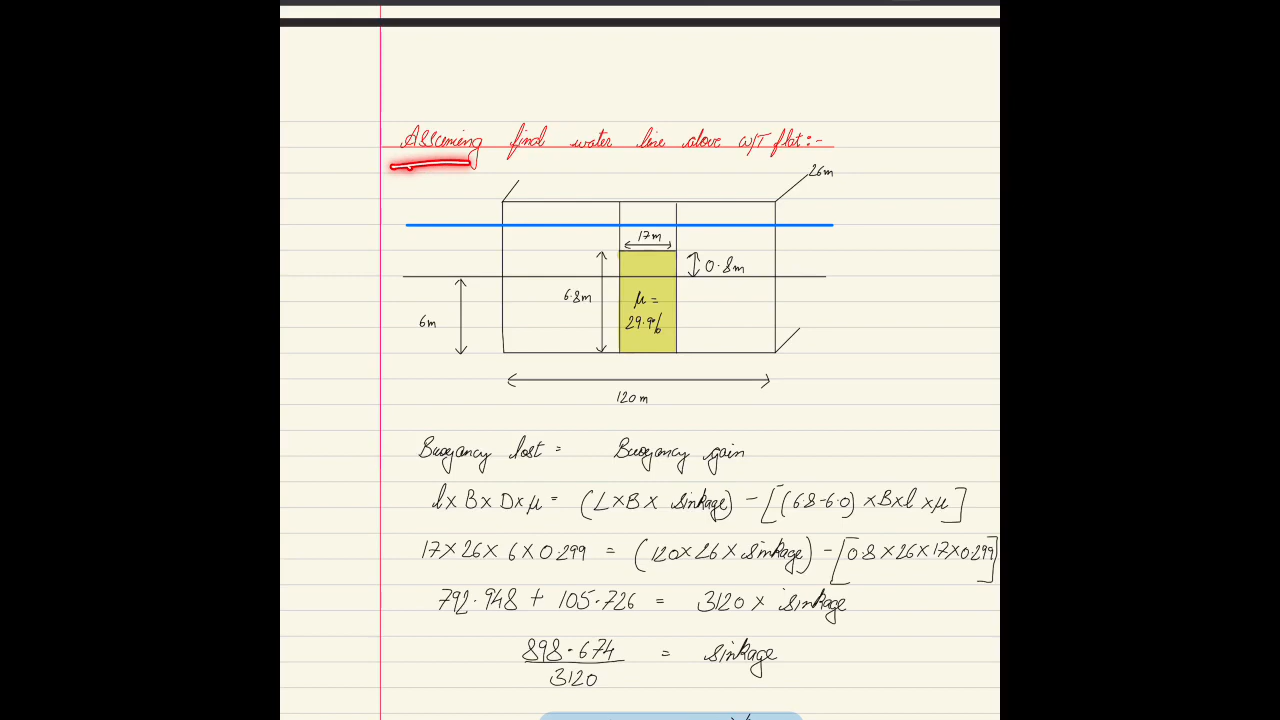 Assuming find water line above W/T flat:-
26m
17m
0.8m
6.8m
μ =
29.9%
6m
120m
Buoyancy lost = Buoyancy gain
l x B x D x μ = (L x B x sinkage) - [(6.8-6.0) x B x l x μ]
17 x 26 x 6 x 0.299 = (120 x 26 x sinkage) - [0.8 x 26 x 17 x 0.299]
792.948 + 105.726 = 3120 x sinkage
898.674 = sinkage
3120